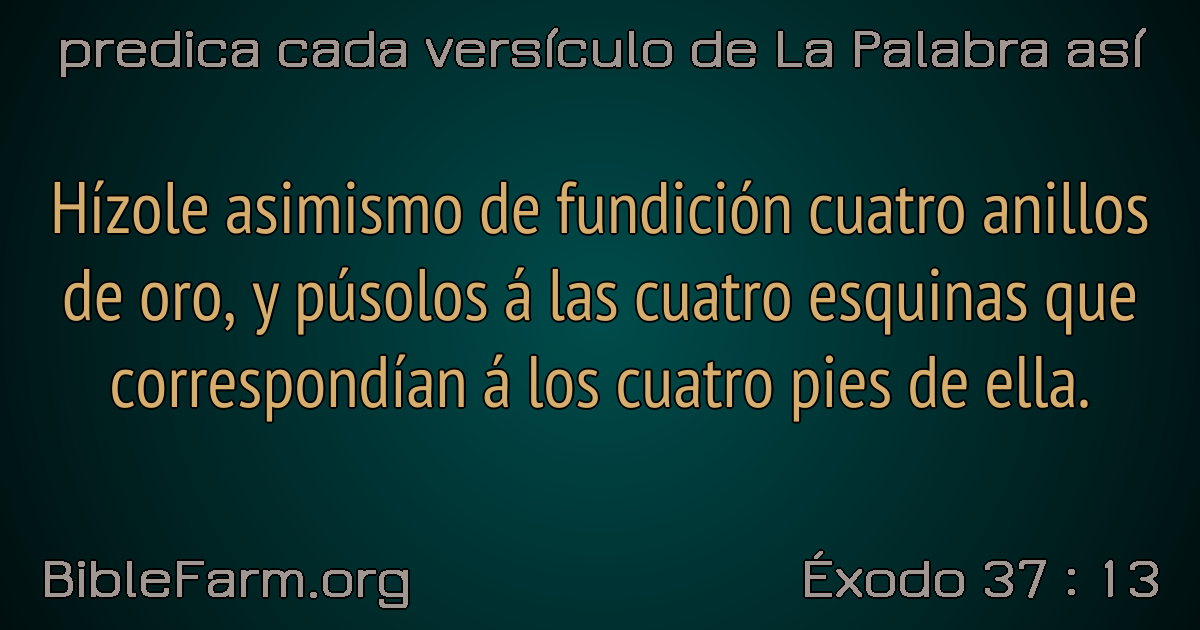 predica cada versículo de La Palabra así
Hízole asimismo de fundición cuatro anillos
de oro, y púsolos á las cuatro esquinas que
correspondían á los cuatro pies de ella.
BibleFarm.org
Éxodo 37 : 13